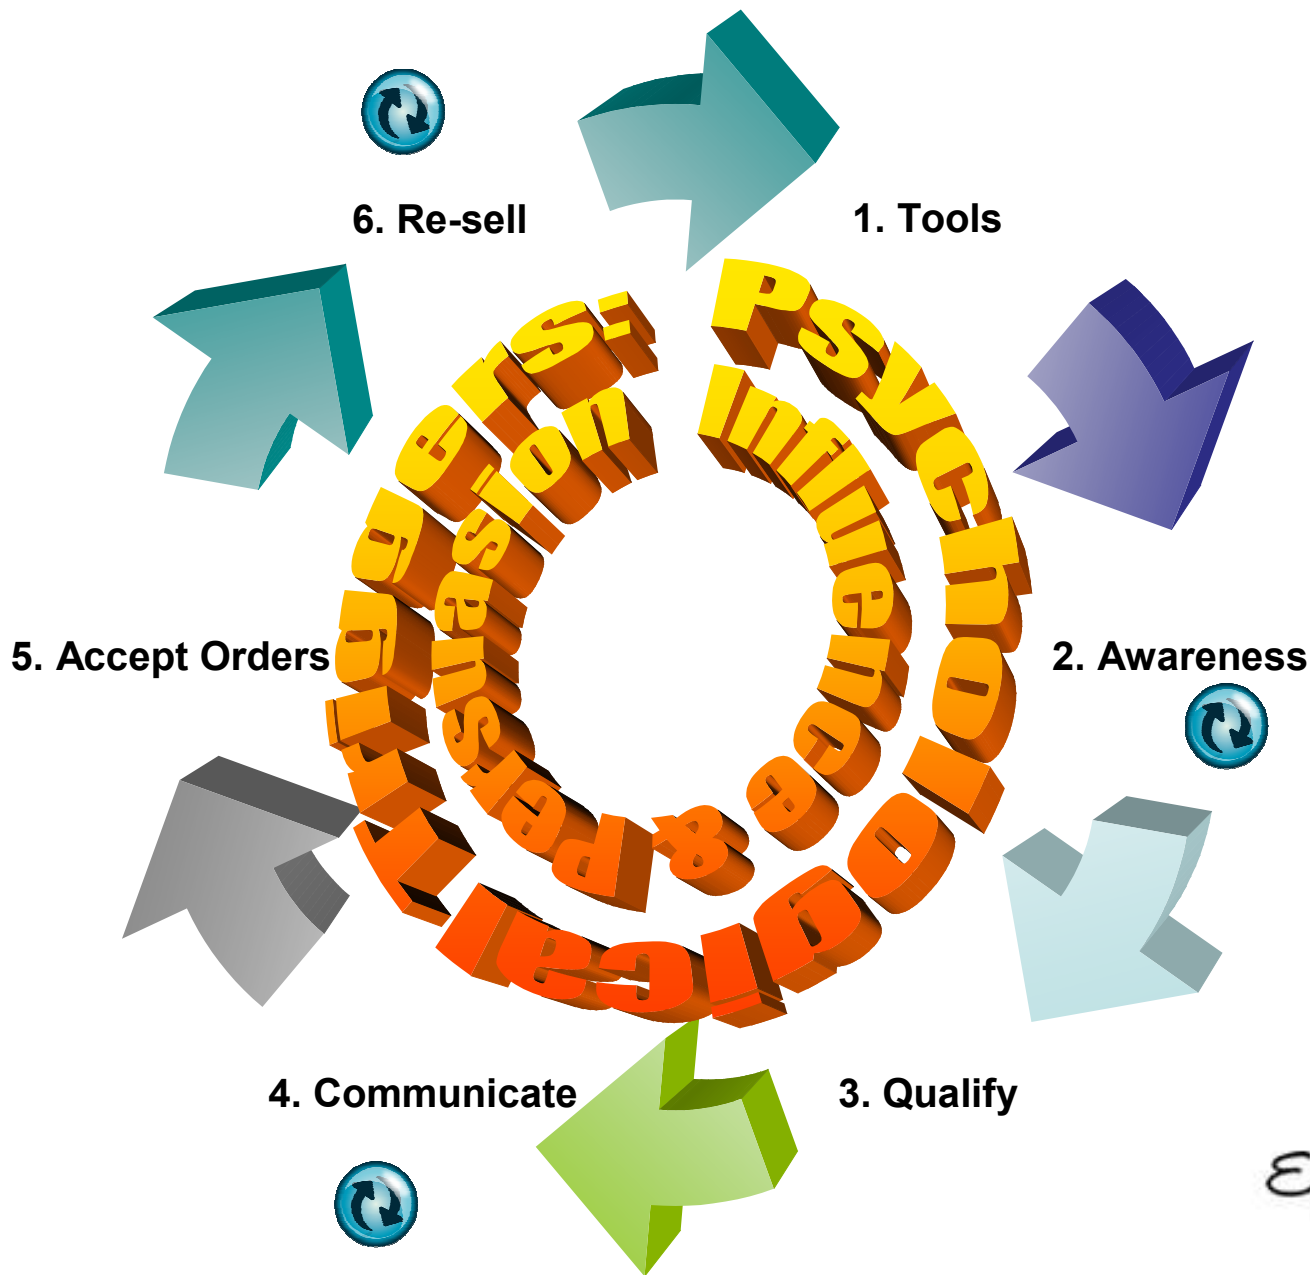 1. Tools
2. Awareness
3. Qualify
4. Communicate
5. Accept Orders
6. Re-sell
Psychological Triggers:
Influence & Persuasion